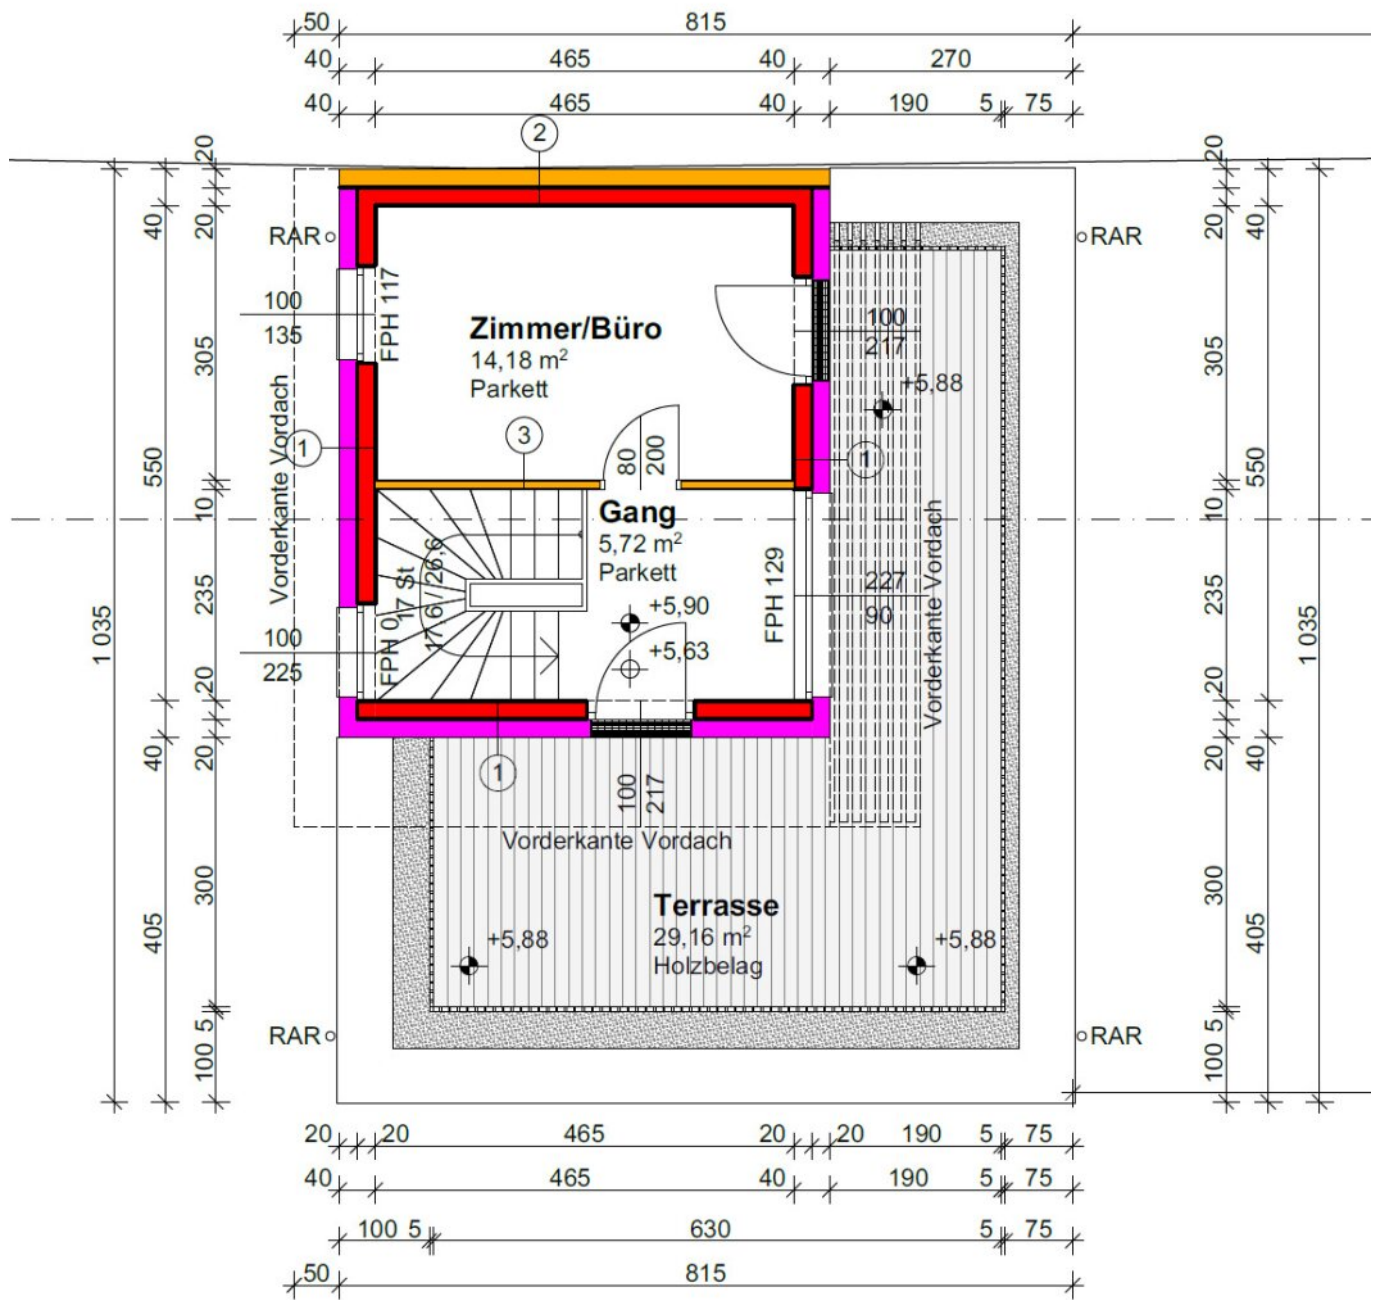 50 815
40 465 40 270
40 465 40 190 5 75
2
20 20
40 20 20 40
RAR RAR
100
135
FPH 117
Zimmer/Büro
14,18 m²
Parkett
100
217
+5,88
305 305
Vorderkante Vordach
1
3
80
200
1
550 550
10 10
Gang
5,72 m²
Parkett
17 St
17,6 / 26,6
FPH 129
227
90
Vorderkante Vordach
235 235
1 035 1 035
+5,90
+5,63
100
225
FPH 0
20 20
40 20 20 40
1
100
217
Vorderkante Vordach
300 300
405 405
Terrasse
29,16 m²
Holzbelag
+5,88 +5,88
RAR RAR
5 5
100 100
20 20 465 20 20 190 5 75
40 465 40 190 5 75
100 5 630 5 75
50 815